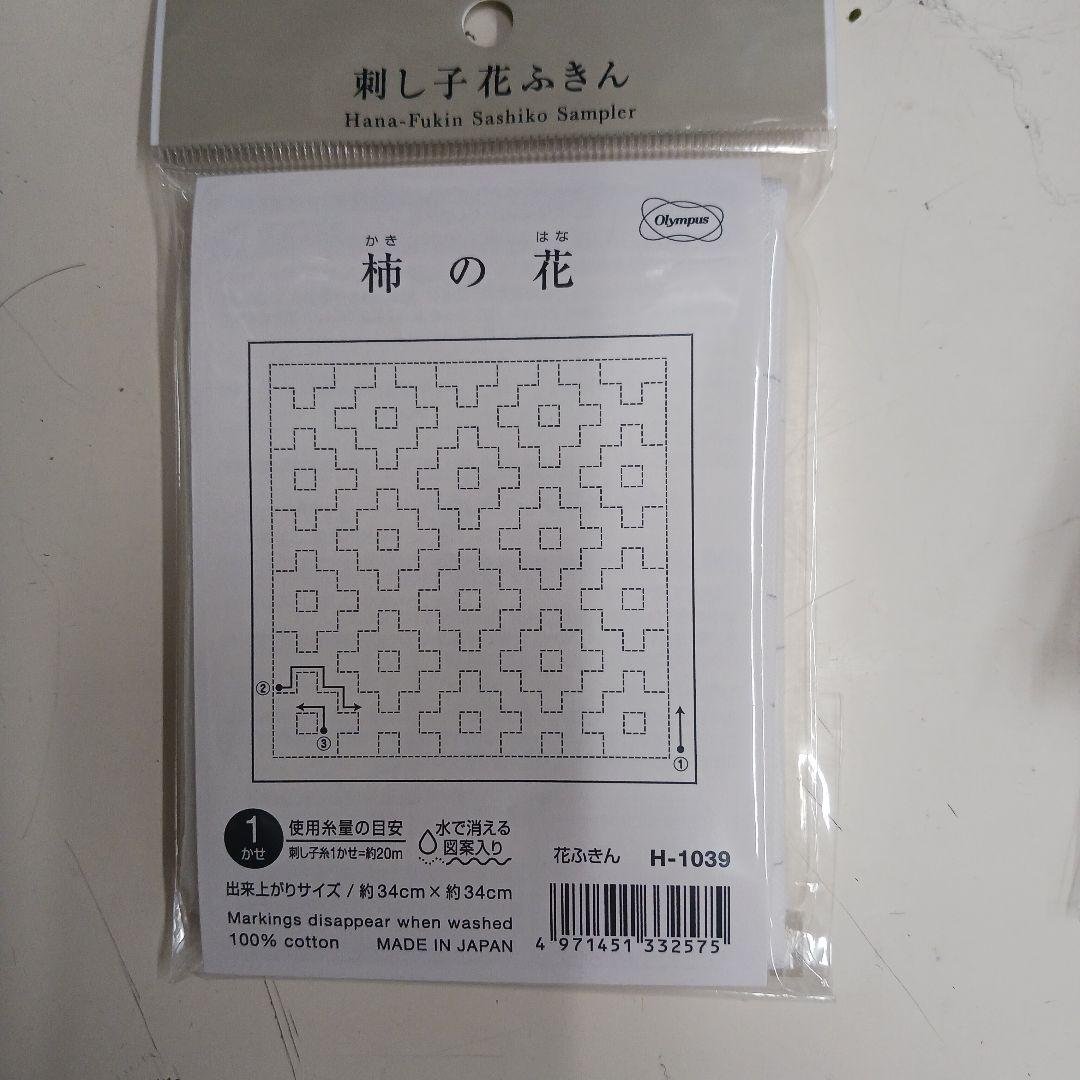 刺し子花ふきん
Hana-Fukin Sashiko Sampler
Olympus
かき はな
柿の花
②
③
①
1
かせ
使用糸量の目安
刺し子糸1かせ=約20m
水で消える
図案入り
花ふきん H-1039
出来上がりサイズ / 約34cm×約34cm
Markings disappear when washed
100% cotton MADE IN JAPAN
4 971451 332575